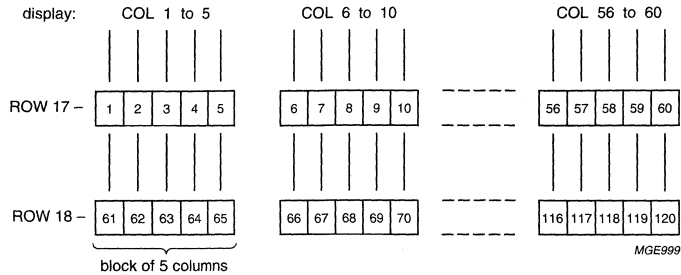 display: COL 1 to 5 COL 6 to 10 COL 56 to 60
ROW 17 – 1 2 3 4 5 6 7 8 9 10 56 57 58 59 60
ROW 18 – 61 62 63 64 65 66 67 68 69 70 116 117 118 119 120
MGE999
block of 5 columns